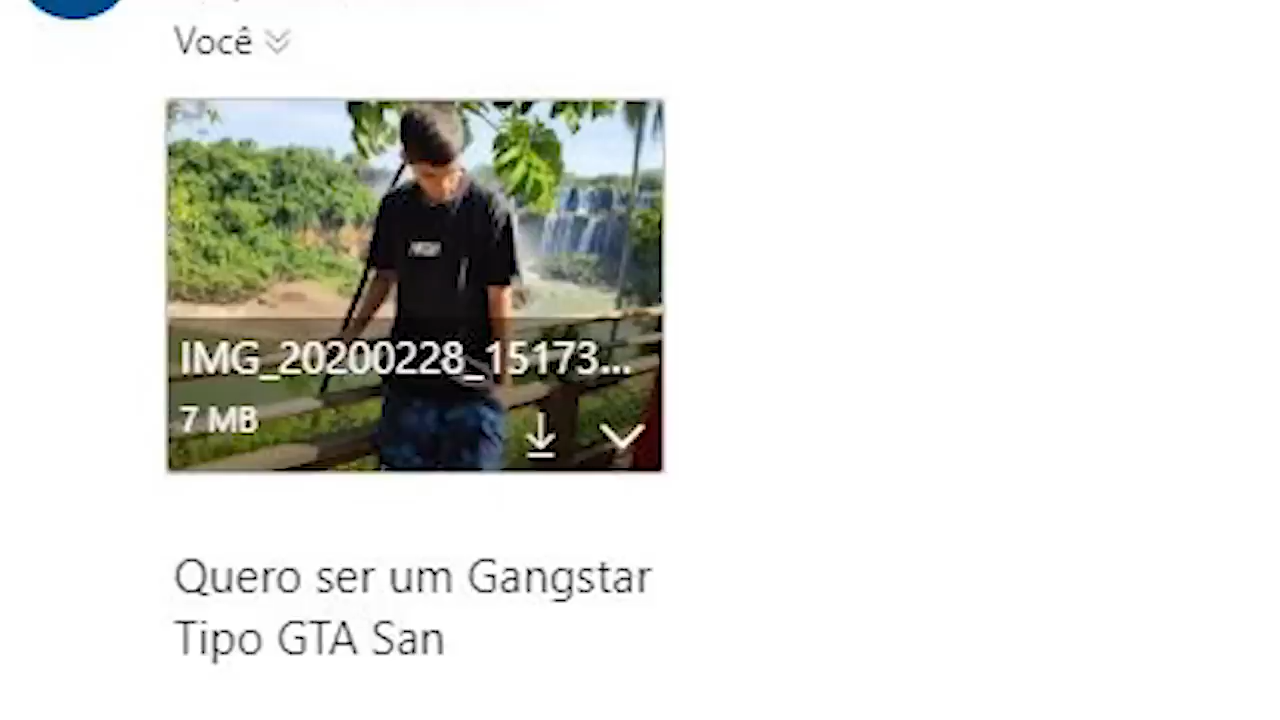 Você
IMG_20200228_15173...
7 MB
Quero ser um Gangstar
Tipo GTA San